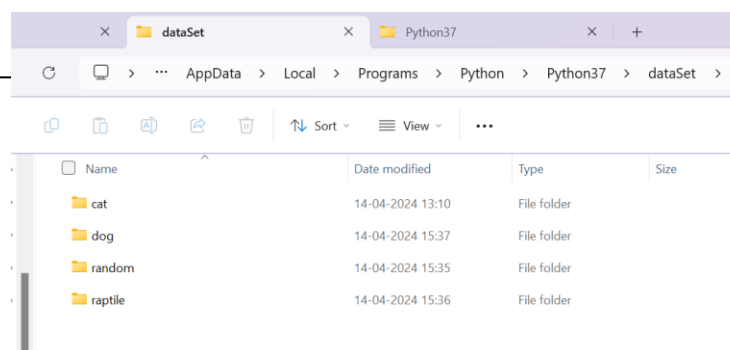 dataSet Python37
AppData > Local > Programs > Python > Python37 > dataSet >
Sort View
Name Date modified Type Size
cat 14-04-2024 13:10 File folder
dog 14-04-2024 15:37 File folder
random 14-04-2024 15:35 File folder
raptile 14-04-2024 15:36 File folder